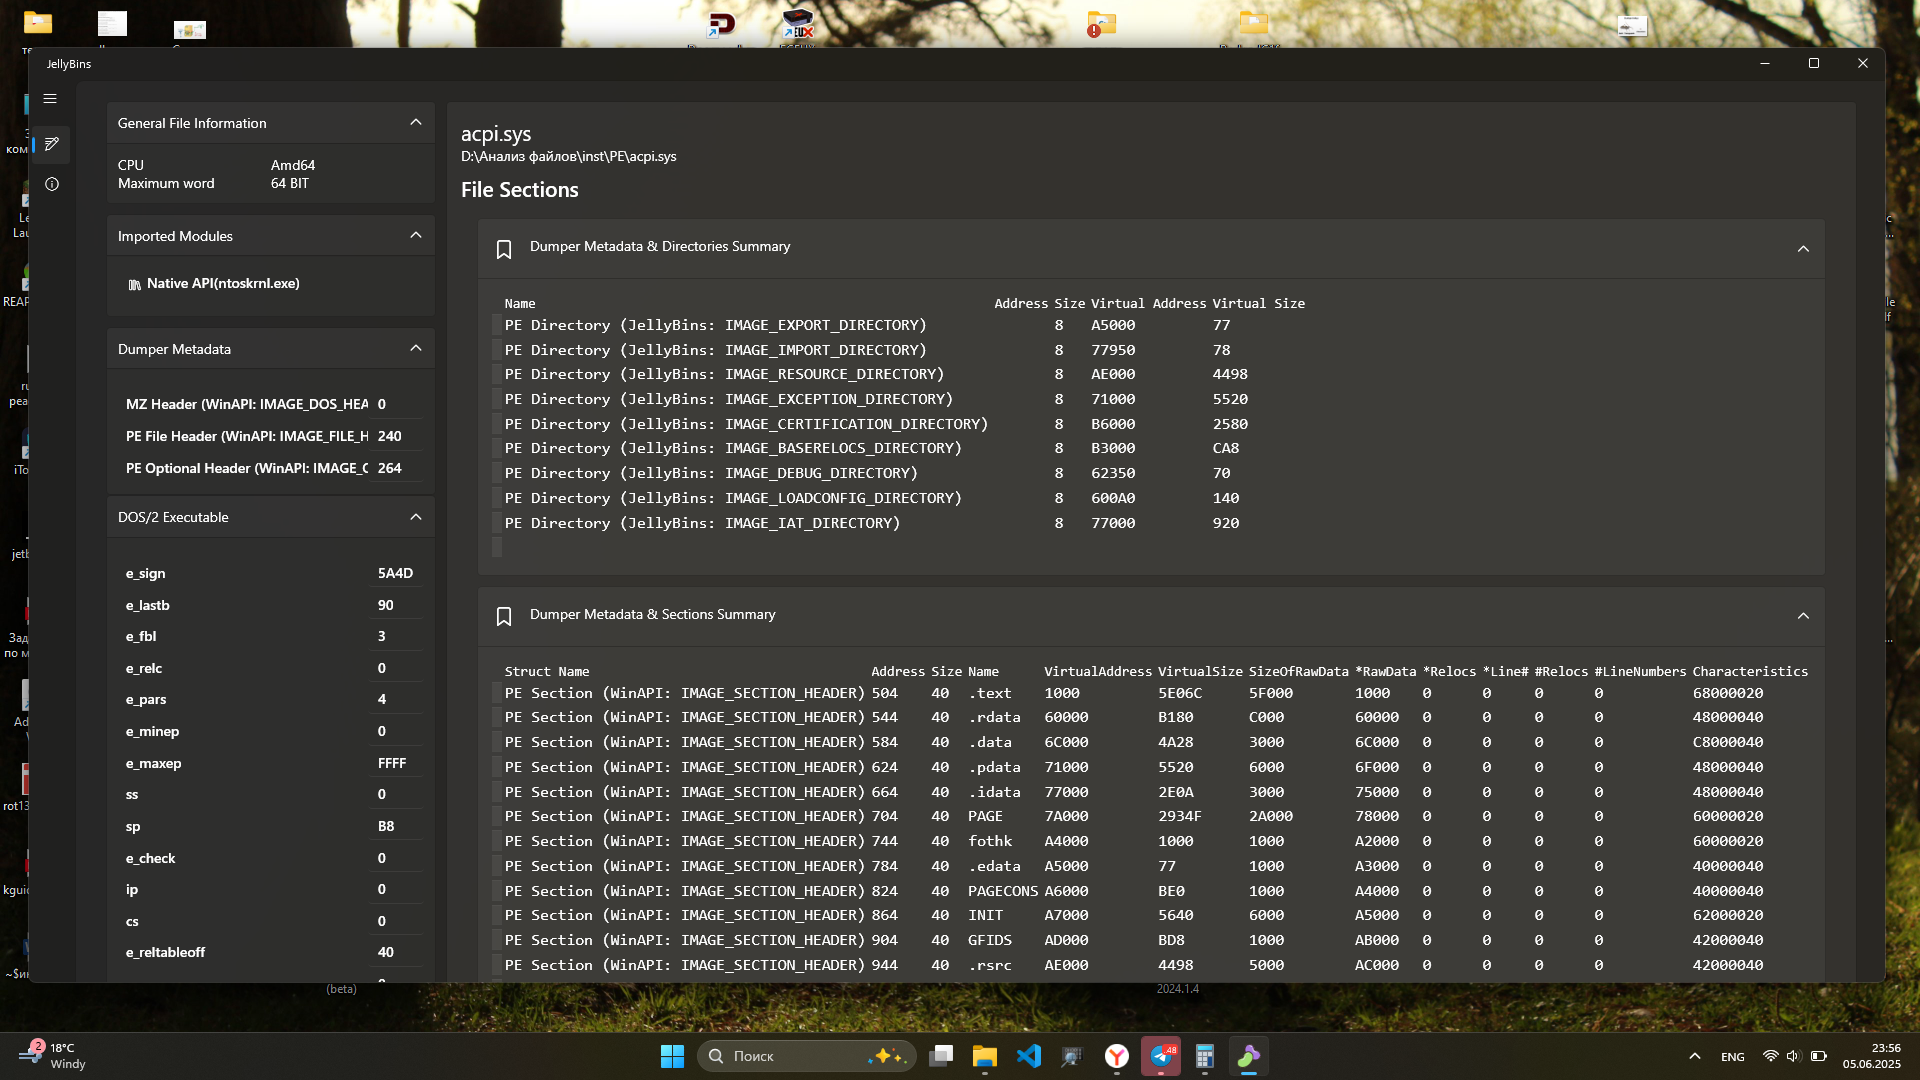 JellyBins
General File Information
CPU Amd64
Maximum word 64 BIT
Imported Modules
Native API(ntoskrnl.exe)
Dumper Metadata
MZ Header (WinAPI: IMAGE_DOS_HEA 0
PE File Header (WinAPI: IMAGE_FILE_H 240
PE Optional Header (WinAPI: IMAGE_C 264
DOS/2 Executable
e_sign 5A4D
e_lastb 90
e_fbl 3
e_relc 0
e_pars 4
e_minep 0
e_maxep FFFF
ss 0
sp B8
e_check 0
ip 0
cs 0
e_reltableoff 40
acpi.sys
D:\Анализ файлов\inst\PE\acpi.sys
File Sections
Dumper Metadata & Directories Summary
Name Address Size Virtual Address Virtual Size
PE Directory (JellyBins: IMAGE_EXPORT_DIRECTORY) 8 A5000 77
PE Directory (JellyBins: IMAGE_IMPORT_DIRECTORY) 8 77950 78
PE Directory (JellyBins: IMAGE_RESOURCE_DIRECTORY) 8 AE000 4498
PE Directory (JellyBins: IMAGE_EXCEPTION_DIRECTORY) 8 71000 5520
PE Directory (JellyBins: IMAGE_CERTIFICATION_DIRECTORY) 8 B6000 2580
PE Directory (JellyBins: IMAGE_BASERELOCS_DIRECTORY) 8 B3000 CA8
PE Directory (JellyBins: IMAGE_DEBUG_DIRECTORY) 8 62350 70
PE Directory (JellyBins: IMAGE_LOADCONFIG_DIRECTORY) 8 600A0 140
PE Directory (JellyBins: IMAGE_IAT_DIRECTORY) 8 77000 920
Dumper Metadata & Sections Summary
Struct Name Address Size Name VirtualAddress VirtualSize SizeOfRawData *RawData *Relocs *Line# #Relocs #LineNumbers Characteristics
PE Section (WinAPI: IMAGE_SECTION_HEADER) 504 40 .text 1000 5E06C 5F000 1000 0 0 0 0 68000020
PE Section (WinAPI: IMAGE_SECTION_HEADER) 544 40 .rdata 60000 B180 C000 60000 0 0 0 0 48000040
PE Section (WinAPI: IMAGE_SECTION_HEADER) 584 40 .data 6C000 4A28 3000 6C000 0 0 0 0 C8000040
PE Section (WinAPI: IMAGE_SECTION_HEADER) 624 40 .pdata 71000 5520 6000 6F000 0 0 0 0 48000040
PE Section (WinAPI: IMAGE_SECTION_HEADER) 664 40 .idata 77000 2E0A 3000 75000 0 0 0 0 48000040
PE Section (WinAPI: IMAGE_SECTION_HEADER) 704 40 PAGE 7A000 2934F 2A000 78000 0 0 0 0 60000020
PE Section (WinAPI: IMAGE_SECTION_HEADER) 744 40 fothk A4000 1000 1000 A2000 0 0 0 0 60000020
PE Section (WinAPI: IMAGE_SECTION_HEADER) 784 40 .edata A5000 77 1000 A3000 0 0 0 0 40000040
PE Section (WinAPI: IMAGE_SECTION_HEADER) 824 40 PAGECONS A6000 BE0 1000 A4000 0 0 0 0 40000040
PE Section (WinAPI: IMAGE_SECTION_HEADER) 864 40 INIT A7000 5640 6000 A5000 0 0 0 0 62000020
PE Section (WinAPI: IMAGE_SECTION_HEADER) 904 40 GFIDS AD000 BD8 1000 AB000 0 0 0 0 42000040
PE Section (WinAPI: IMAGE_SECTION_HEADER) 944 40 .rsrc AE000 4498 5000 AC000 0 0 0 0 42000040
(beta)
2024.1.4
2
18°C
Windy
Поиск
48
ENG
23:56
05.06.2025